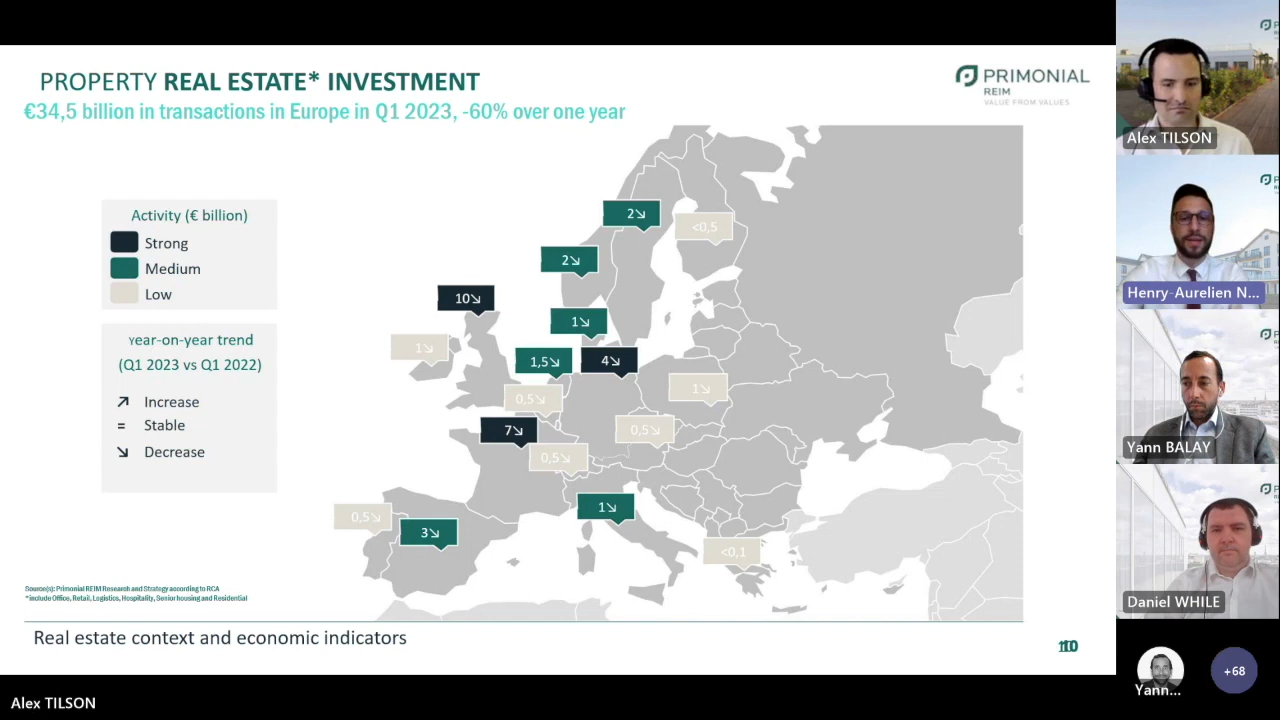 PROPERTY REAL ESTATE* INVESTMENT
€34,5 billion in transactions in Europe in Q1 2023, -60% over one year
PRIMONIAL
REIM
VALUE FROM VALUES
Activity (€ billion)
Strong
Medium
Low
Year-on-year trend
(Q1 2023 vs Q1 2022)
↗ Increase
= Stable
↘ Decrease
2↘
<0,5
2↘
10↘
1↘
1↘
1,5↘
4↘
0,5↘
1↘
7↘
0,5↘
0,5↘
0,5↘
3↘
1↘
<0,1
Source(s): Primonial REIM Research and Strategy according to RCA
*include Office, Retail, Logistics, Hospitality, Senior housing and Residential
Real estate context and economic indicators
10
Alex TILSON
Alex TILSON
Henry-Aurelien N...
Yann BALAY
Daniel WHILE
Yann...
+68